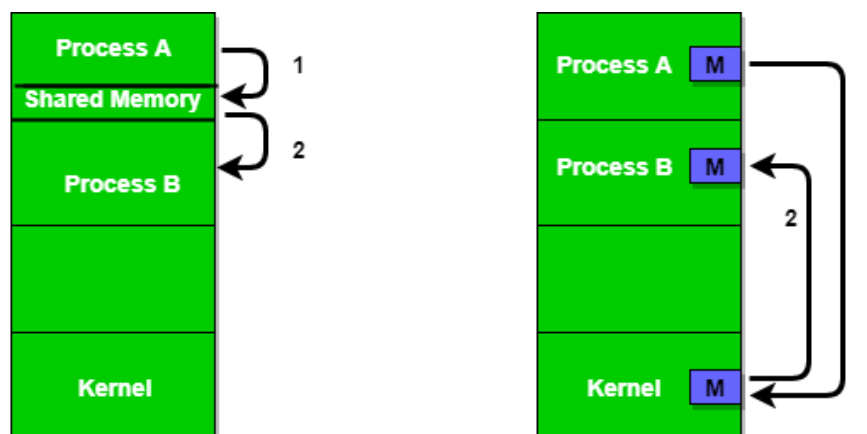 Process A
1
Shared Memory
2
Process B
Kernel
Process A M
Process B M
2
Kernel M